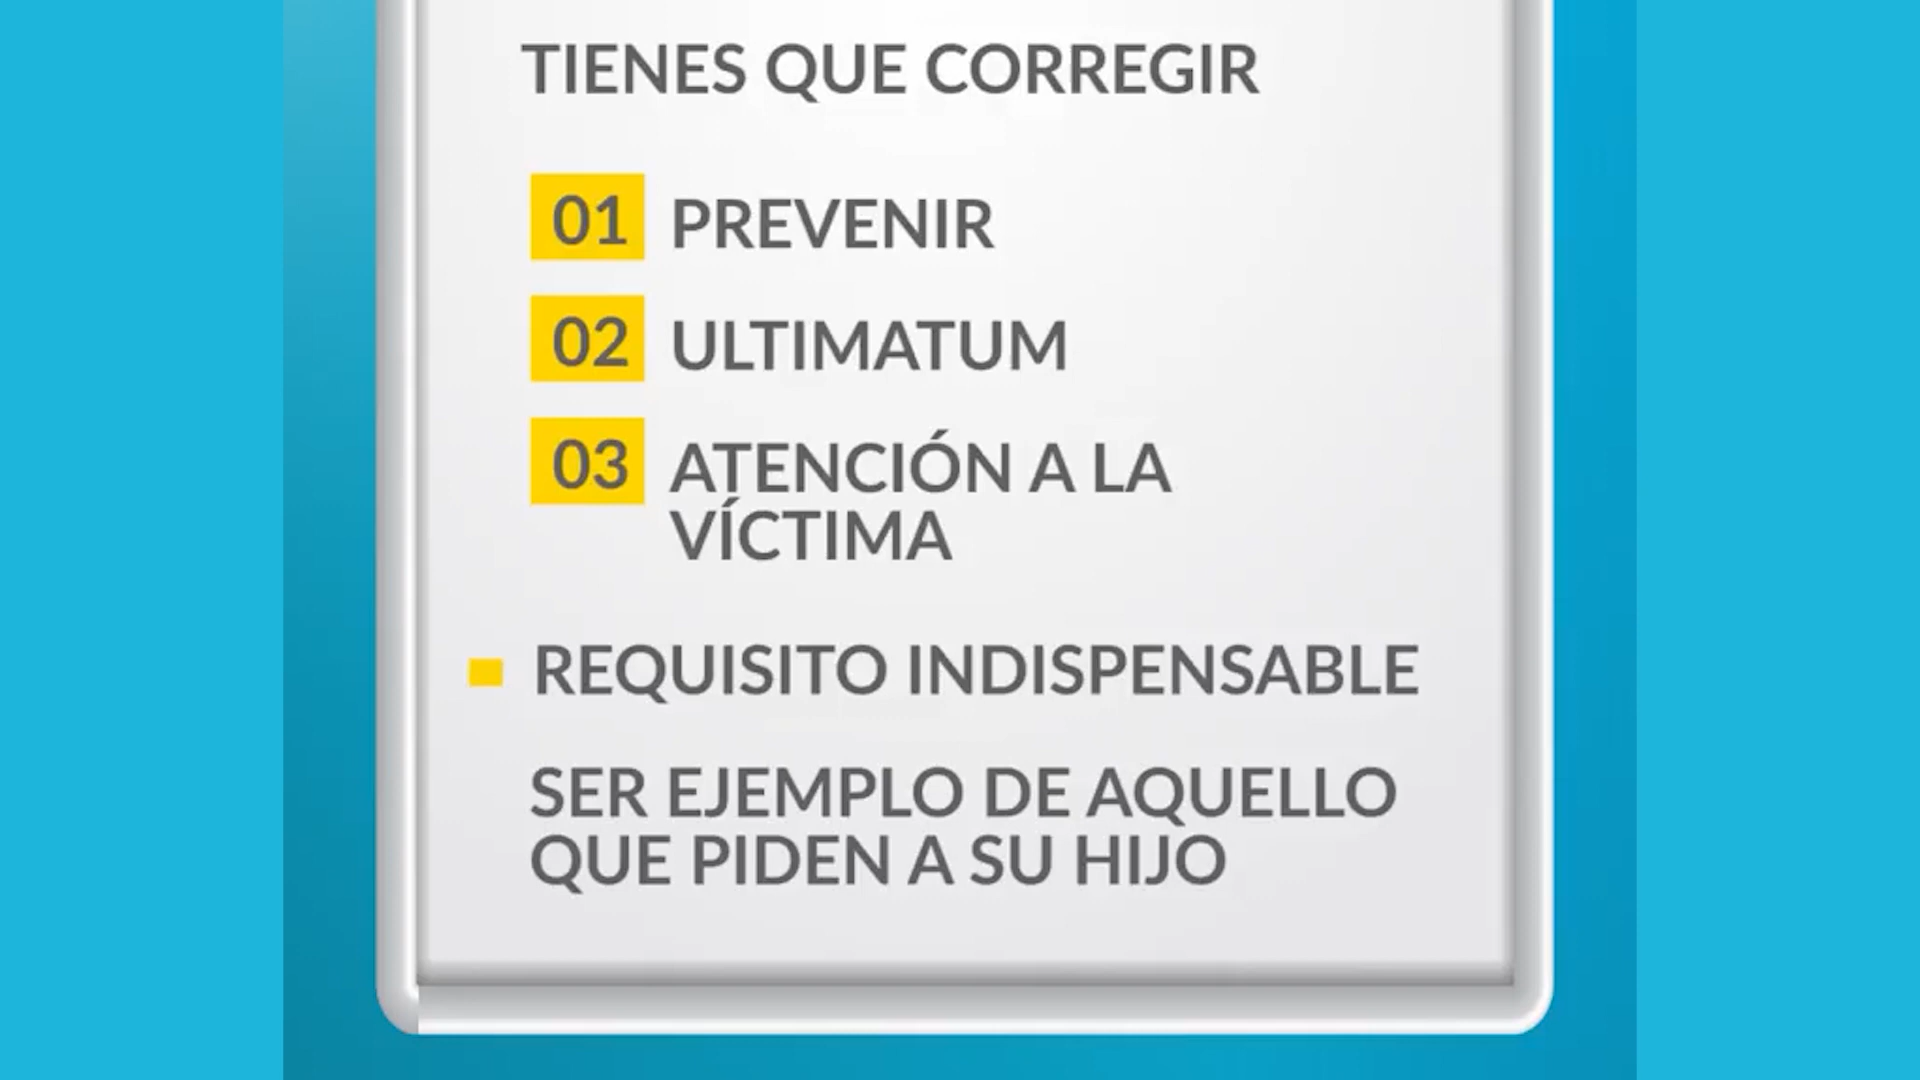 TIENES QUE CORREGIR
01 PREVENIR
02 ULTIMATUM
03 ATENCIÓN A LA
VÍCTIMA
REQUISITO INDISPENSABLE
SER EJEMPLO DE AQUELLO
QUE PIDEN A SU HIJO